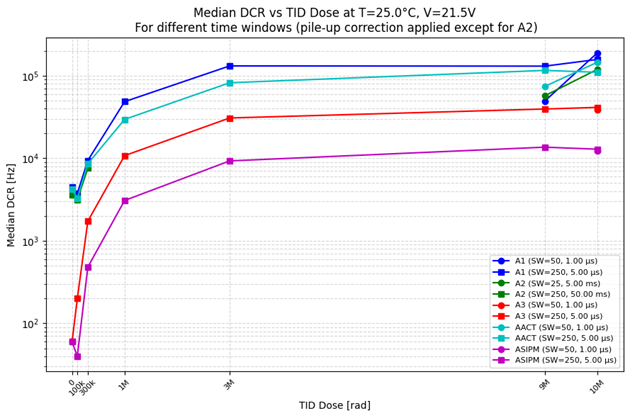 Median DCR vs TID Dose at T=25.0°C, V=21.5V
For different time windows (pile-up correction applied except for A2)
Median DCR [Hz]
10⁵
10⁴
10³
10²
A1 (SW=50, 1.00 μs)
A1 (SW=250, 5.00 μs)
A2 (SW=25, 5.00 ms)
A2 (SW=250, 50.00 ms)
A3 (SW=50, 1.00 μs)
A3 (SW=250, 5.00 μs)
AACT (SW=50, 1.00 μs)
AACT (SW=250, 5.00 μs)
ASIPM (SW=50, 1.00 μs)
ASIPM (SW=250, 5.00 μs)
0 100k 300k 1M 3M 9M 10M
TID Dose [rad]